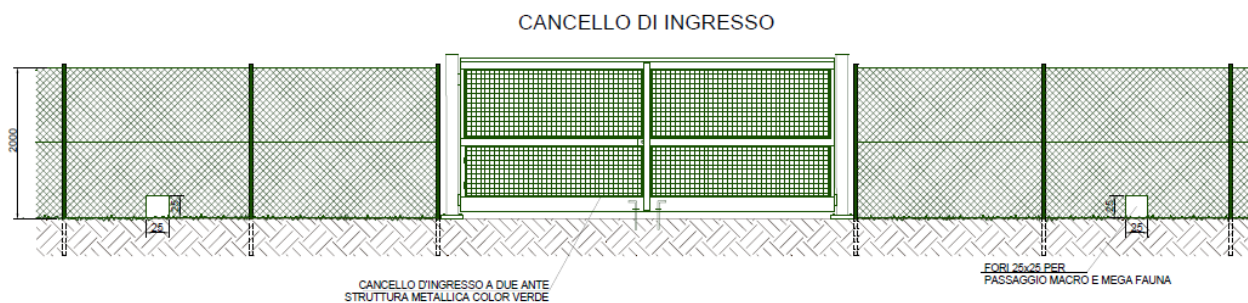 CANCELLO DI INGRESSO
2000
25
25
25
25
CANCELLO D'INGRESSO A DUE ANTE
STRUTTURA METALLICA COLOR VERDE
FORI 25x25 PER
PASSAGGIO MACRO E MEGA FAUNA